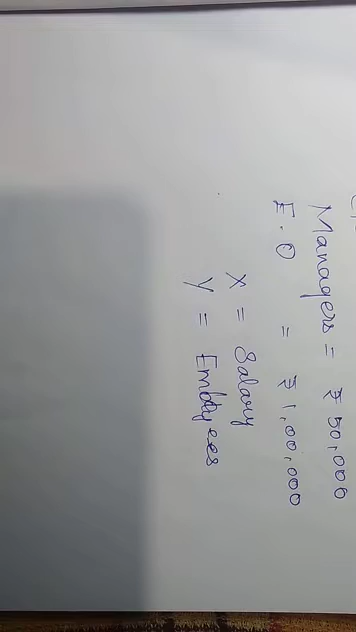 Managers = ₹ 50,000
E.O = ₹ 1,00,000
X = Salary
Y = Employees